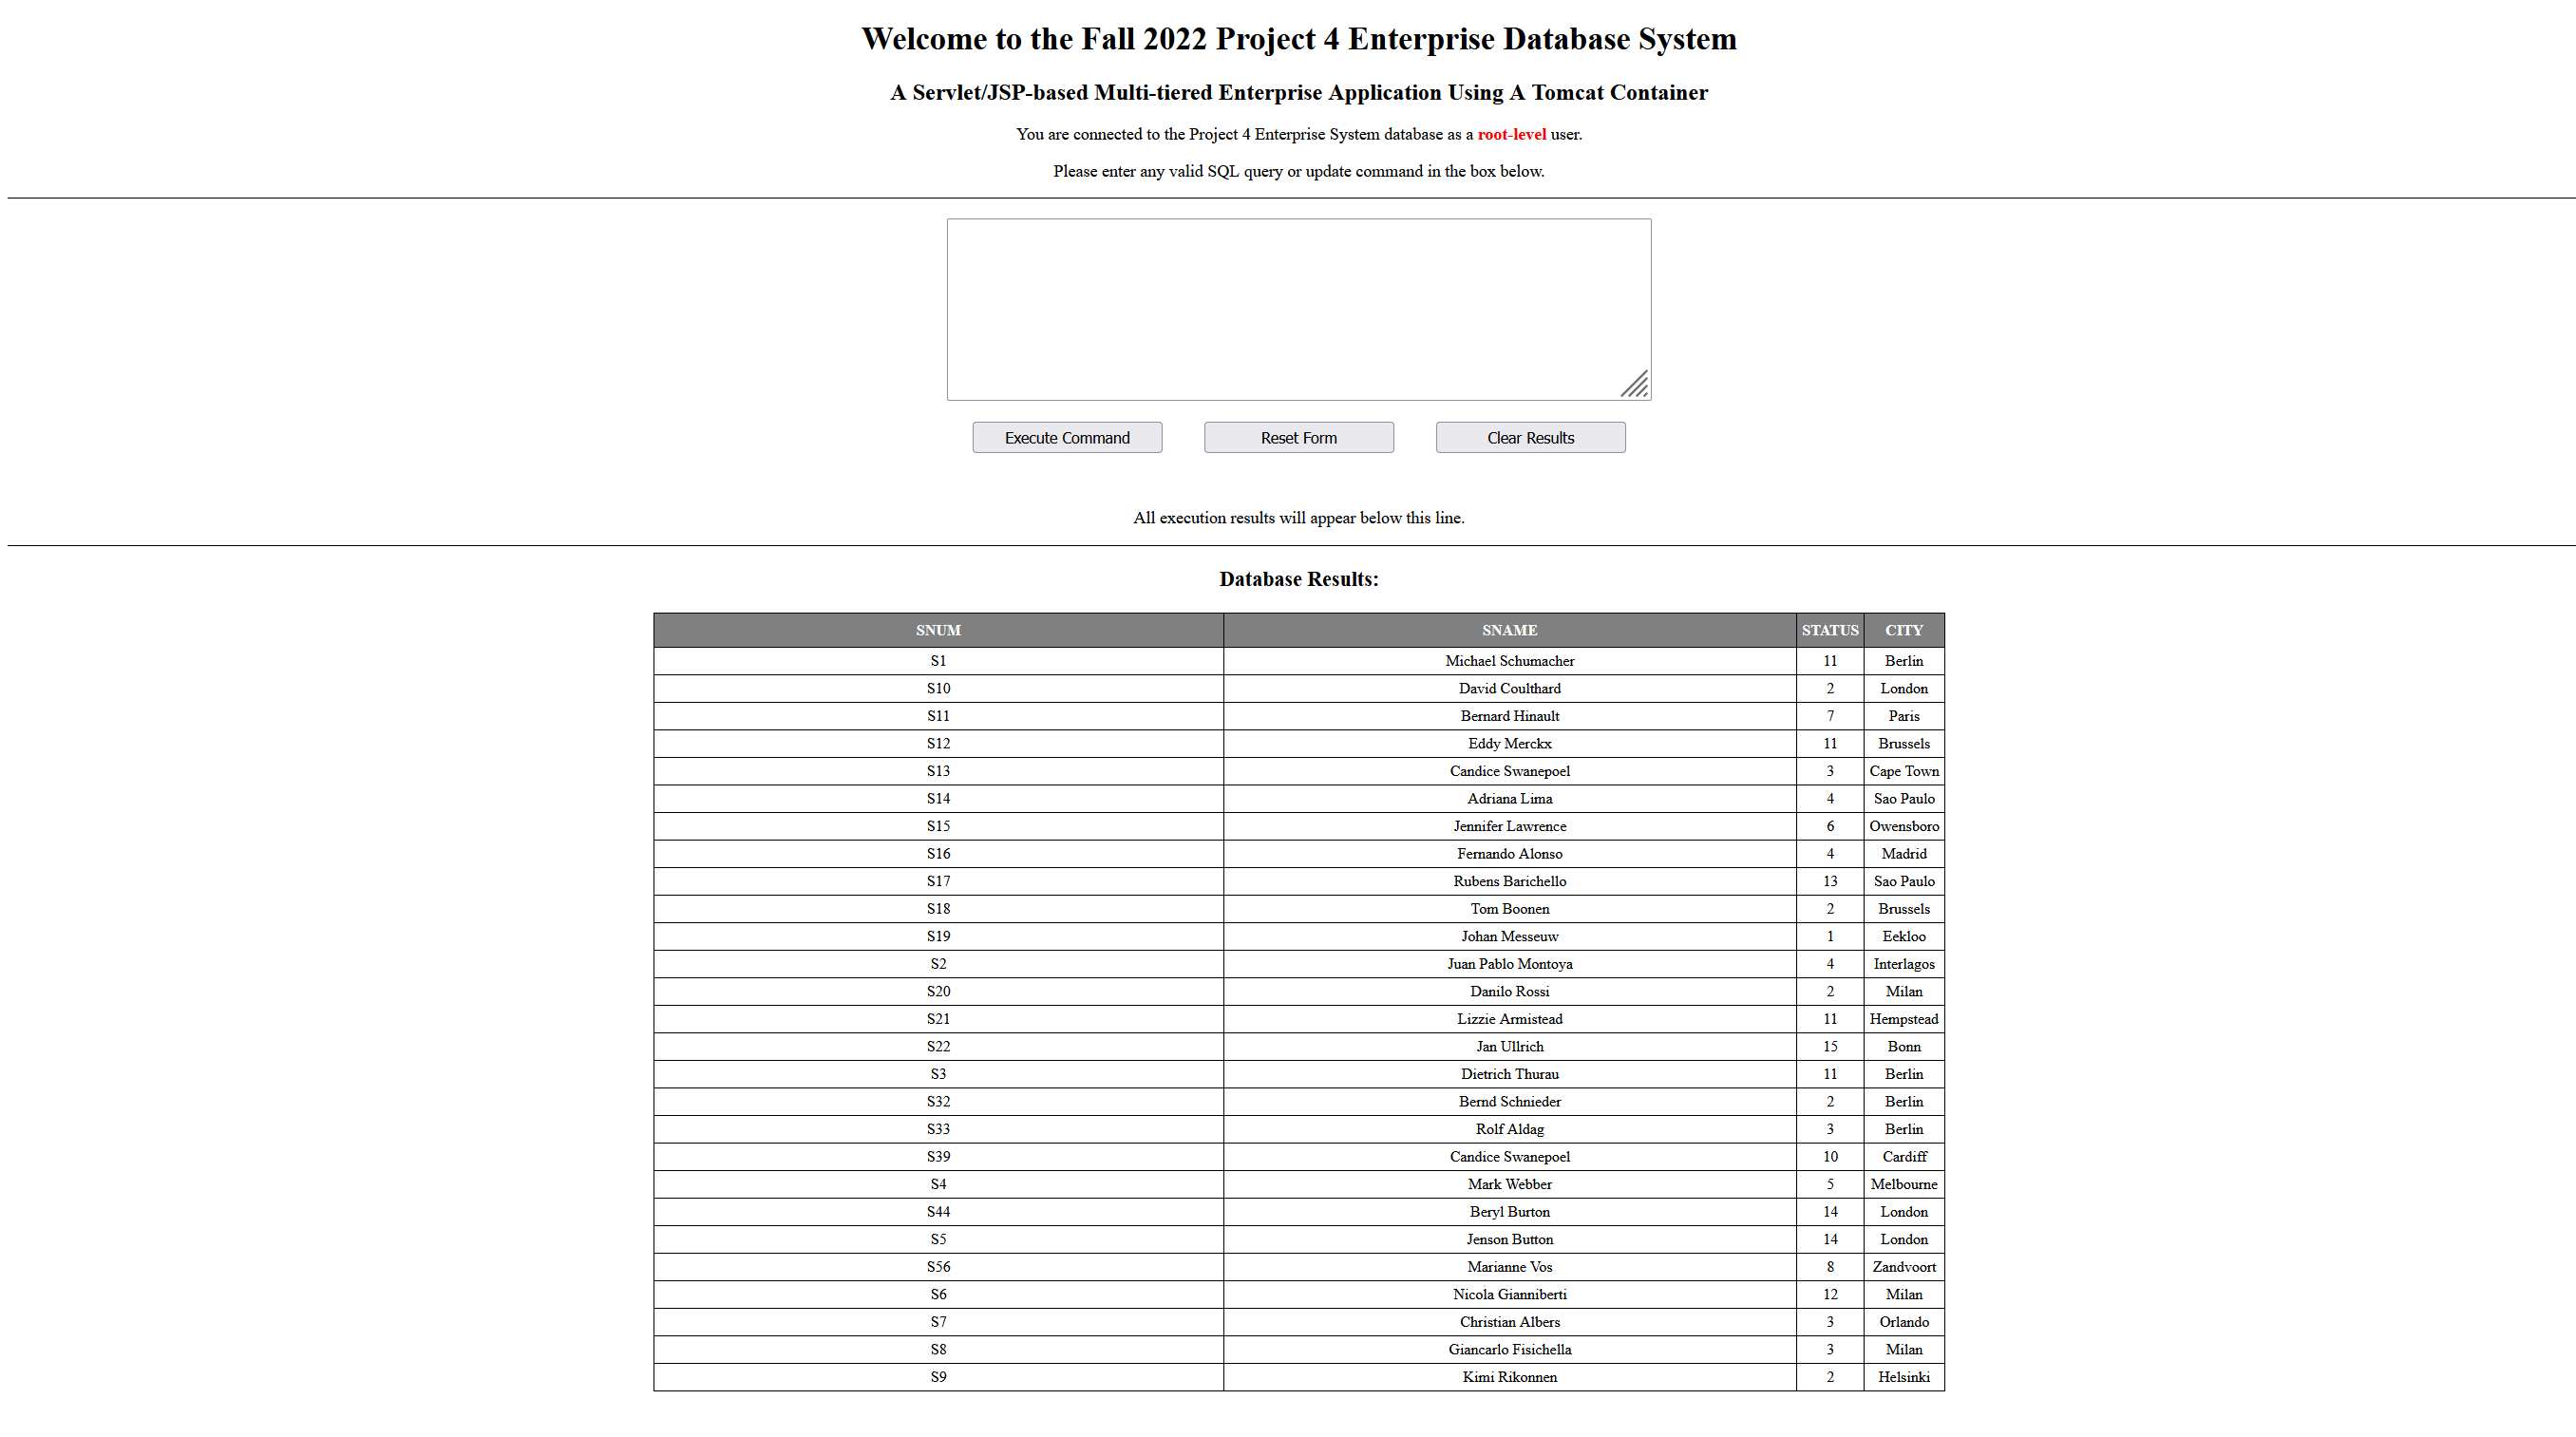 Welcome to the Fall 2022 Project 4 Enterprise Database System
A Servlet/JSP-based Multi-tiered Enterprise Application Using A Tomcat Container
You are connected to the Project 4 Enterprise System database as a root-level user.
Please enter any valid SQL query or update command in the box below.
Execute Command Reset Form Clear Results
All execution results will appear below this line.
Database Results:
SNUM SNAME STATUS CITY
S1 Michael Schumacher 11 Berlin
S10 David Coulthard 2 London
S11 Bernard Hinault 7 Paris
S12 Eddy Merckx 11 Brussels
S13 Candice Swanepoel 3 Cape Town
S14 Adriana Lima 4 Sao Paulo
S15 Jennifer Lawrence 6 Owensboro
S16 Fernando Alonso 4 Madrid
S17 Rubens Barichello 13 Sao Paulo
S18 Tom Boonen 2 Brussels
S19 Johan Messeuw 1 Eekloo
S2 Juan Pablo Montoya 4 Interlagos
S20 Danilo Rossi 2 Milan
S21 Lizzie Armistead 11 Hempstead
S22 Jan Ullrich 15 Bonn
S3 Dietrich Thurau 11 Berlin
S32 Bernd Schnieder 2 Berlin
S33 Rolf Aldag 3 Berlin
S39 Candice Swanepoel 10 Cardiff
S4 Mark Webber 5 Melbourne
S44 Beryl Burton 14 London
S5 Jenson Button 14 London
S56 Marianne Vos 8 Zandvoort
S6 Nicola Gianniberti 12 Milan
S7 Christian Albers 3 Orlando
S8 Giancarlo Fisichella 3 Milan
S9 Kimi Rikonnen 2 Helsinki